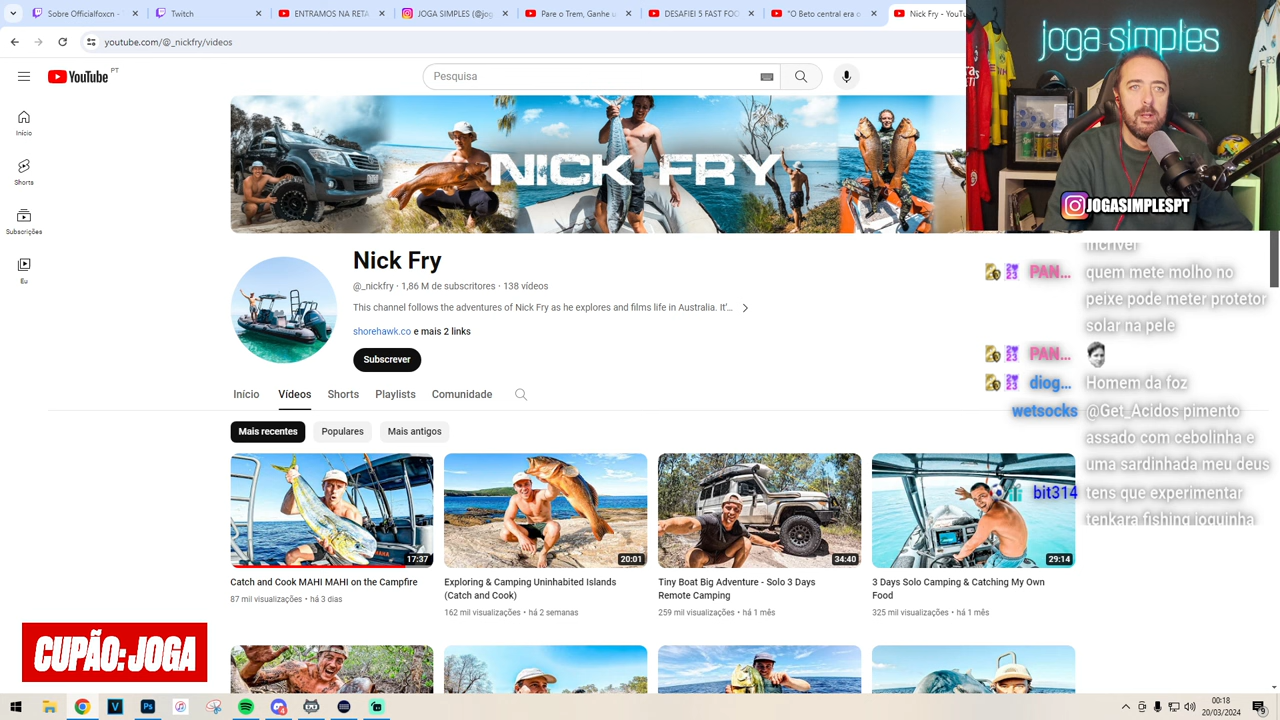 Sobre Officialfoxcn -
Twitch
ENTRAMOS NA RETA
JOGA SIMPLES (@jog
Pare o Trem, Ganhe u
DESAFIEI 5 FAST FOO
"O Beto central era o
Nick Fry - YouTu
youtube.com/@_nickfry/videos
joga simples
YouTube PT
Pesquisa
Início
Shorts
Subscrições
Eu
NICK FRY
JOGASIMPLESPT
Nick Fry
@_nickfry · 1,86 M de subscritores · 138 vídeos
This channel follows the adventures of Nick Fry as he explores and films life in Australia. It'...
shorehawk.co e mais 2 links
Subscrever
Início
Vídeos
Shorts
Playlists
Comunidade
Mais recentes
Populares
Mais antigos
17:37
20:01
34:40
29:14
Catch and Cook MAHI MAHI on the Campfire
87 mil visualizações · há 3 dias
Exploring & Camping Uninhabited Islands
(Catch and Cook)
162 mil visualizações · há 2 semanas
Tiny Boat Big Adventure - Solo 3 Days
Remote Camping
259 mil visualizações · há 1 mês
3 Days Solo Camping & Catching My Own
Food
325 mil visualizações · há 1 mês
PAN...
quem mete molho no
peixe pode meter protetor
solar na pele
PAN...
diog...
Homem da foz
wetsocks
@Get_Acidos pimento
assado com cebolinha e
uma sardinhada meu deus
bit314
tens que experimentar
tenkara fishing joquinha
CUPÃO: JOGA
00:18
20/03/2024